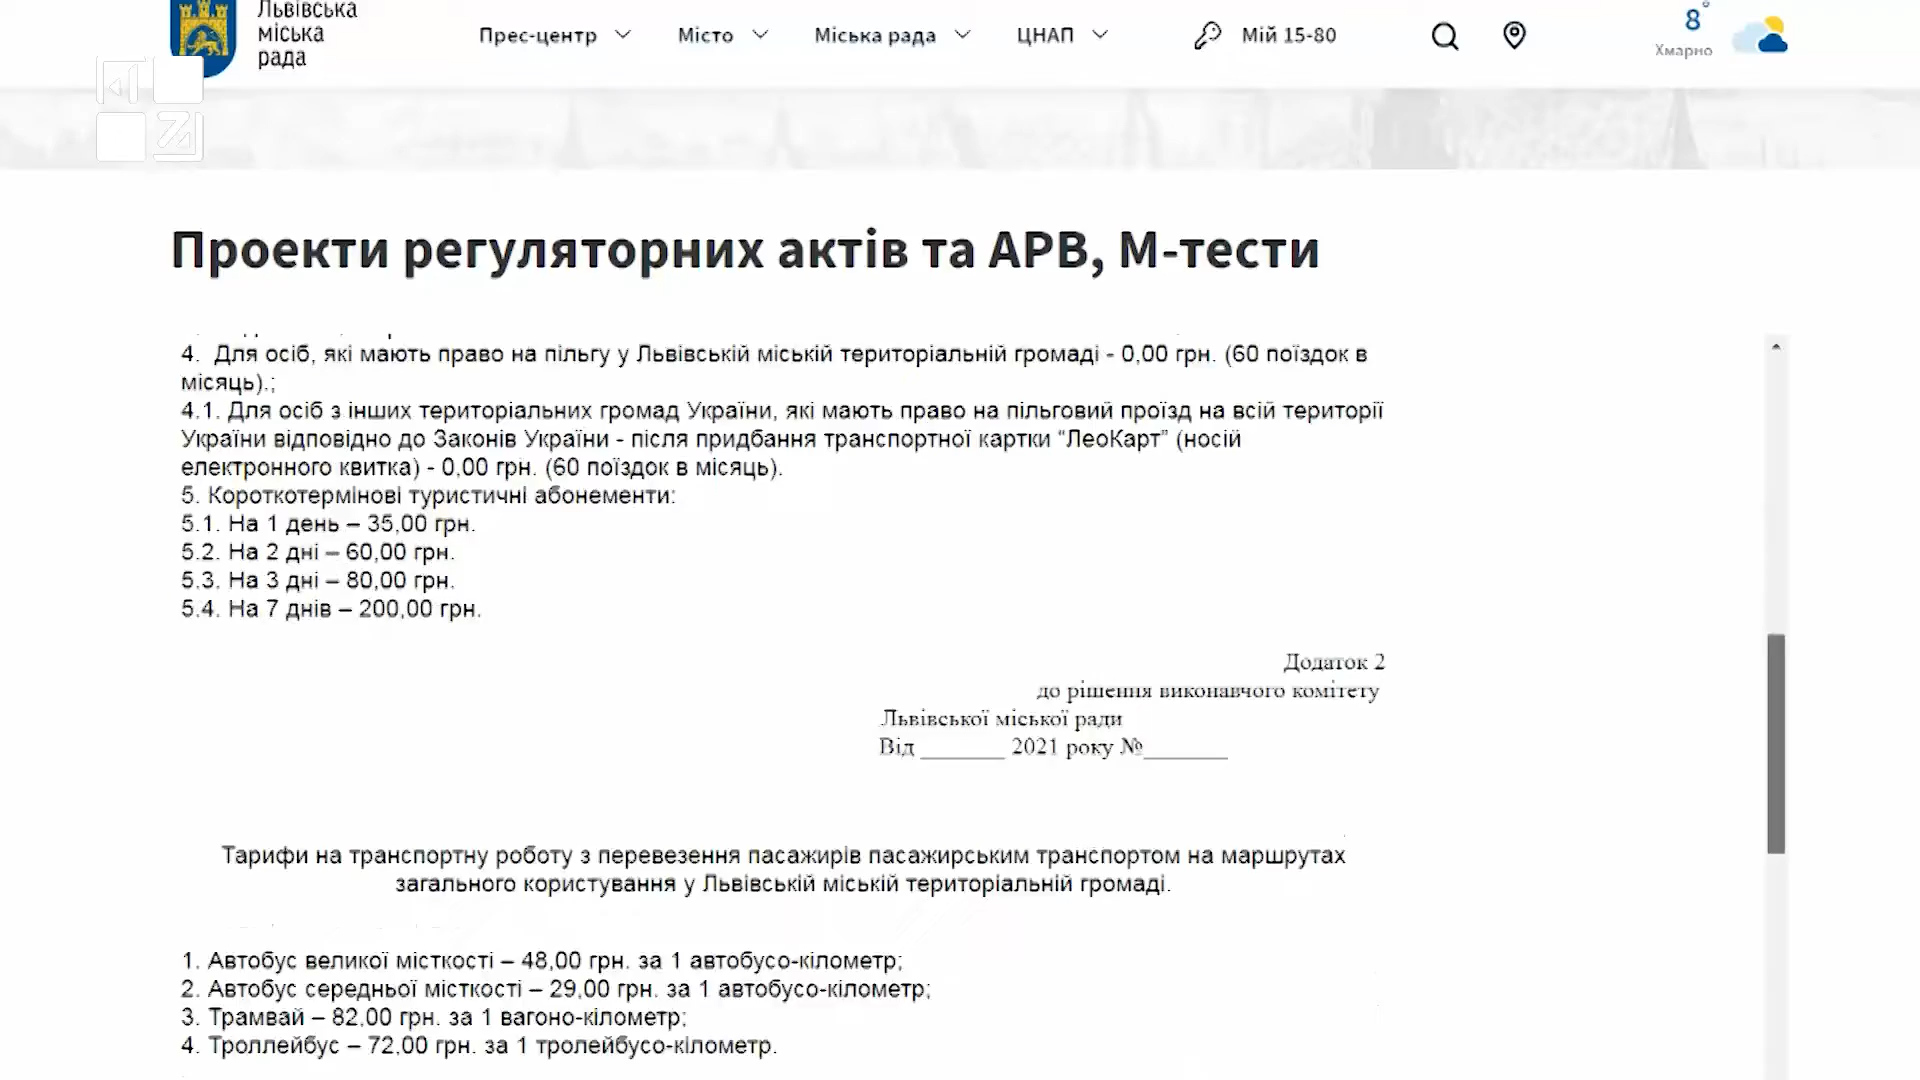 Львівська
міська
рада
Прес-центр
Місто
Міська рада
ЦНАП
Мій 15-80
8°
Хмарно
Проекти регуляторних актів та АРВ, М-тести
4. Для осіб, які мають право на пільгу у Львівській міській територіальній громаді - 0,00 грн. (60 поїздок в
місяць).;
4.1. Для осіб з інших територіальних громад України, які мають право на пільговий проїзд на всій території
України відповідно до Законів України - після придбання транспортної картки “ЛеоКарт” (носій
електронного квитка) - 0,00 грн. (60 поїздок в місяць).
5. Короткотермінові туристичні абонементи:
5.1. На 1 день – 35,00 грн.
5.2. На 2 дні – 60,00 грн.
5.3. На 3 дні – 80,00 грн.
5.4. На 7 днів – 200,00 грн.
Додаток 2
до рішення виконавчого комітету
Львівської міської ради
Від _______ 2021 року №_______
Тарифи на транспортну роботу з перевезення пасажирів пасажирським транспортом на маршрутах
загального користування у Львівській міській територіальній громаді.
1. Автобус великої місткості – 48,00 грн. за 1 автобусо-кілометр;
2. Автобус середньої місткості – 29,00 грн. за 1 автобусо-кілометр;
3. Трамвай – 82,00 грн. за 1 вагоно-кілометр;
4. Троллейбус – 72,00 грн. за 1 тролейбусо-кілометр.